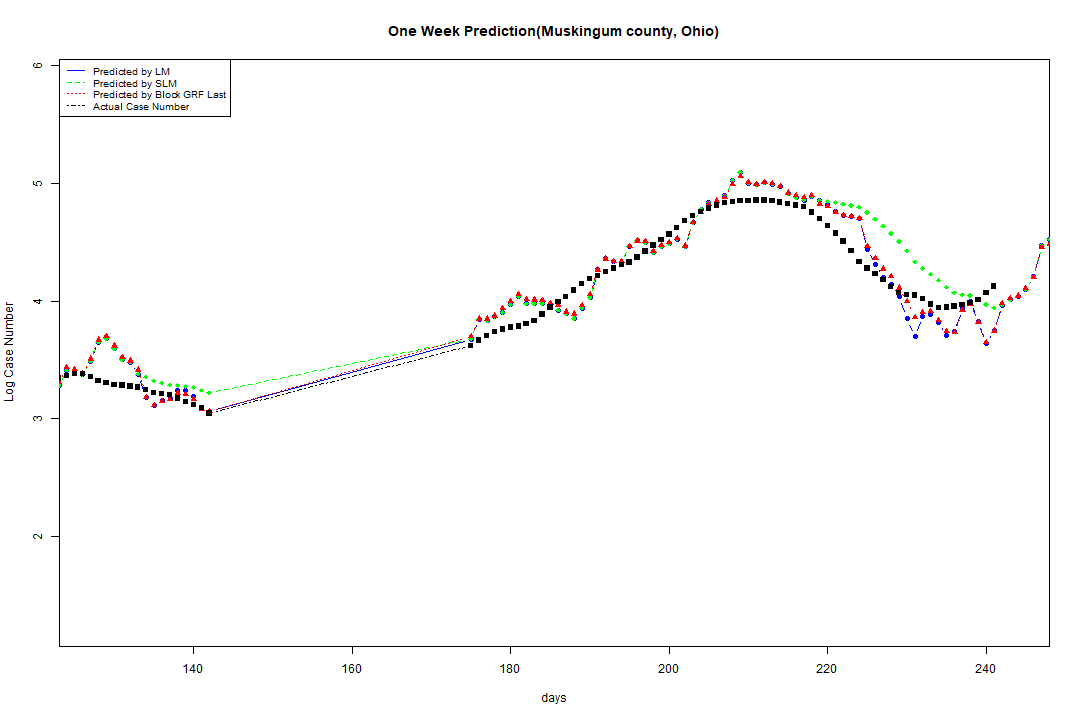 One Week Prediction(Muskingum county, Ohio)
Predicted by LM
Predicted by SLM
Predicted by Block GRF Last
Actual Case Number
Log Case Number
6
5
4
3
2
140 160 180 200 220 240
days